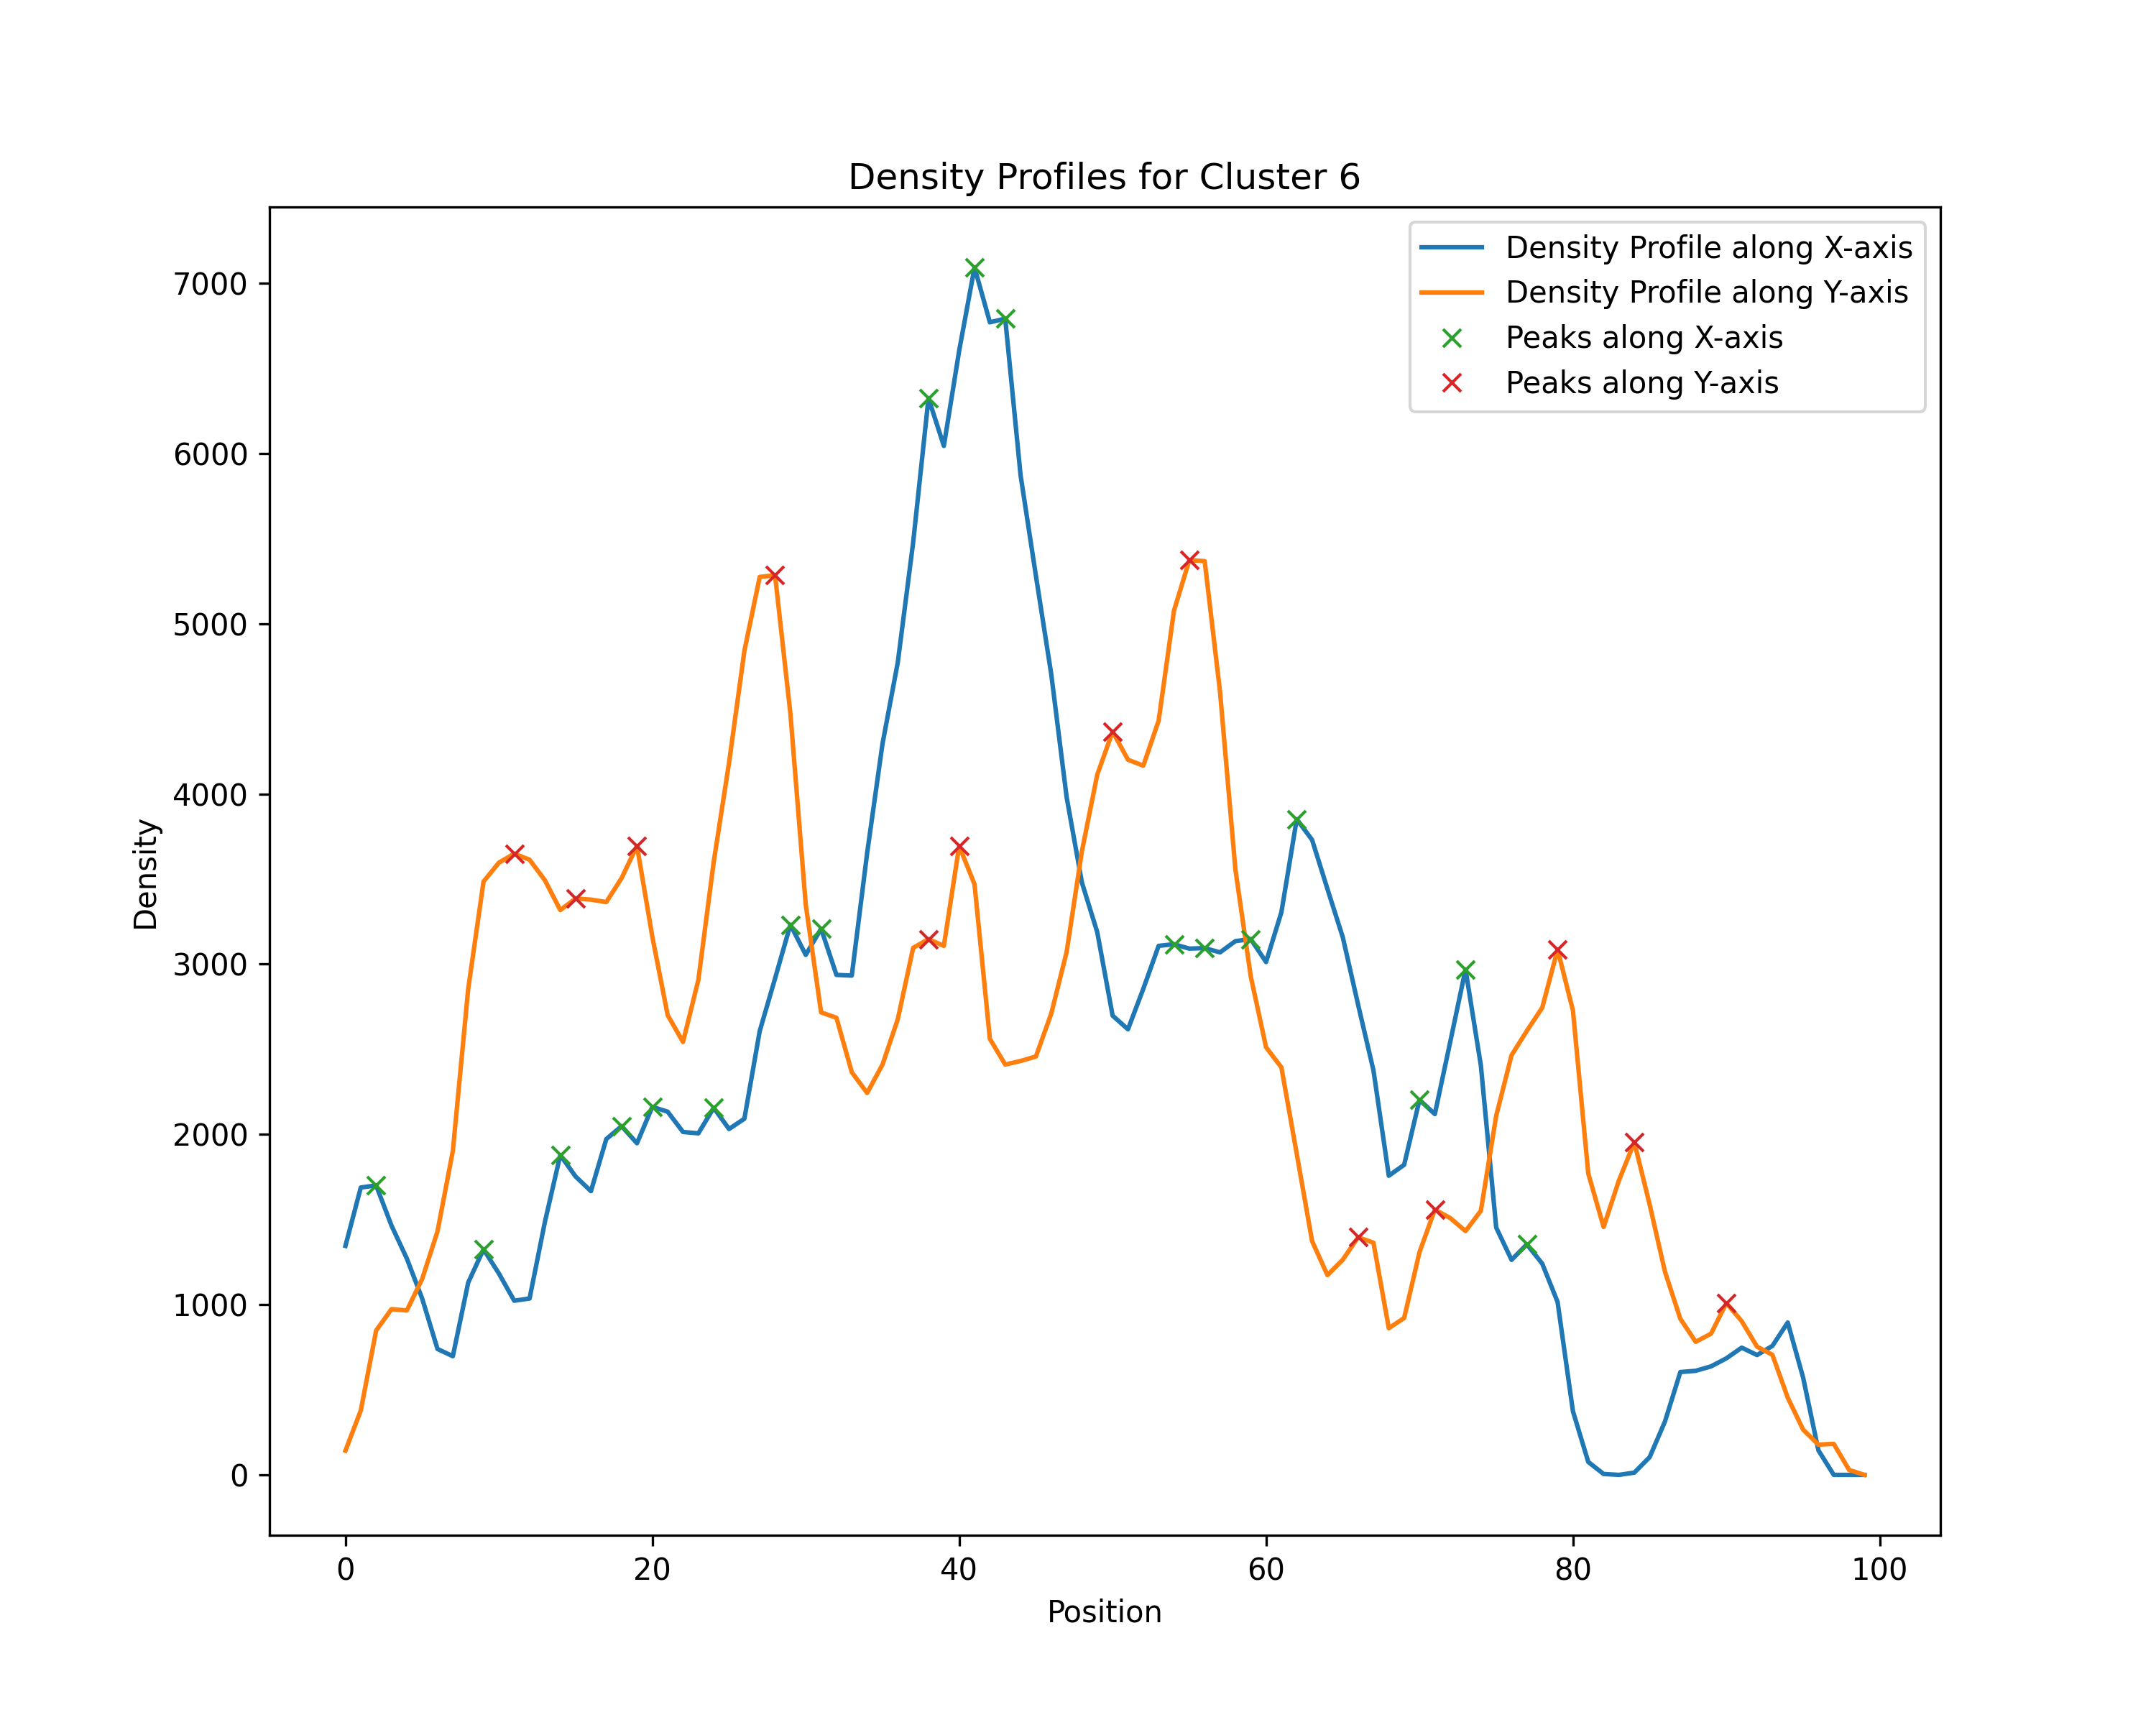 Density Profiles for Cluster 6
Density Profile along X-axis
Density Profile along Y-axis
Peaks along X-axis
Peaks along Y-axis
7000
6000
5000
4000
3000
2000
1000
0
Density
0 20 40 60 80 100
Position